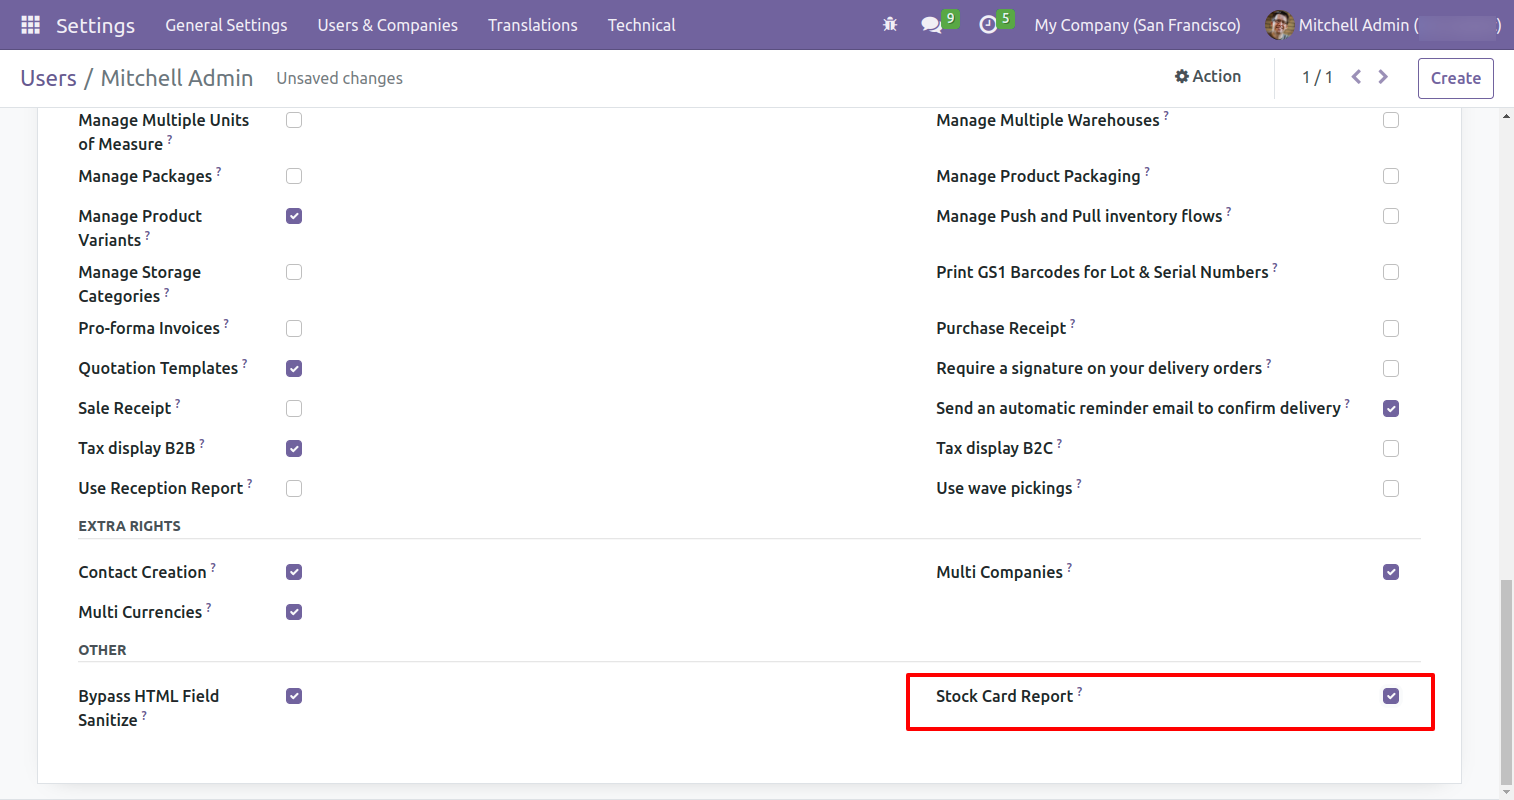 Settings General Settings Users & Companies Translations Technical 9 5 My Company (San Francisco) Mitchell Admin ( )
Users / Mitchell Admin Unsaved changes Action 1 / 1 Create
Manage Multiple Units of Measure ?
Manage Multiple Warehouses ?
Manage Packages ?
Manage Product Packaging ?
Manage Product Variants ?
Manage Push and Pull inventory flows ?
Manage Storage Categories ?
Print GS1 Barcodes for Lot & Serial Numbers ?
Pro-forma Invoices ?
Purchase Receipt ?
Quotation Templates ?
Require a signature on your delivery orders ?
Sale Receipt ?
Send an automatic reminder email to confirm delivery ?
Tax display B2B ?
Tax display B2C ?
Use Reception Report ?
Use wave pickings ?
EXTRA RIGHTS
Contact Creation ?
Multi Companies ?
Multi Currencies ?
OTHER
Bypass HTML Field Sanitize ?
Stock Card Report ?